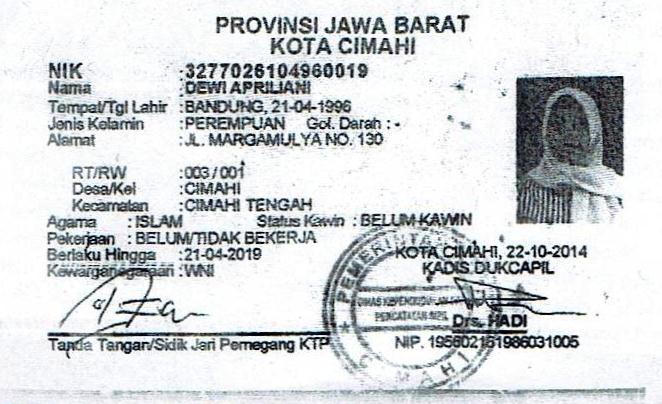 PROVINSI JAWA BARAT
KOTA CIMAHI
NIK :3277026104960019
Nama :DEWI APRILIANI
Tempat/Tgl Lahir :BANDUNG, 21-04-1996
Jenis Kelamin :PEREMPUAN Gol. Darah : -
Alamat :JL. MARGAMULYA NO. 130
RT/RW :003 / 001
Desa/Kel :CIMAHI
Kecamatan :CIMAHI TENGAH
Agama : ISLAM Status Kawin : BELUM KAWIN
Pekerjaan : BELUM/TIDAK BEKERJA
Berlaku Hingga :21-04-2019
Kewarganegaraan : WNI
KOTA CIMAHI, 22-10-2014
KADIS DUKCAPIL
PEMERINTAH
DINAS KEPENDUDUKAN
PENCATATAN SIPIL
CIMAHI
Drs. HADI
NIP. 195602151986031005
Tanda Tangan/Sidik Jari Pemegang KTP